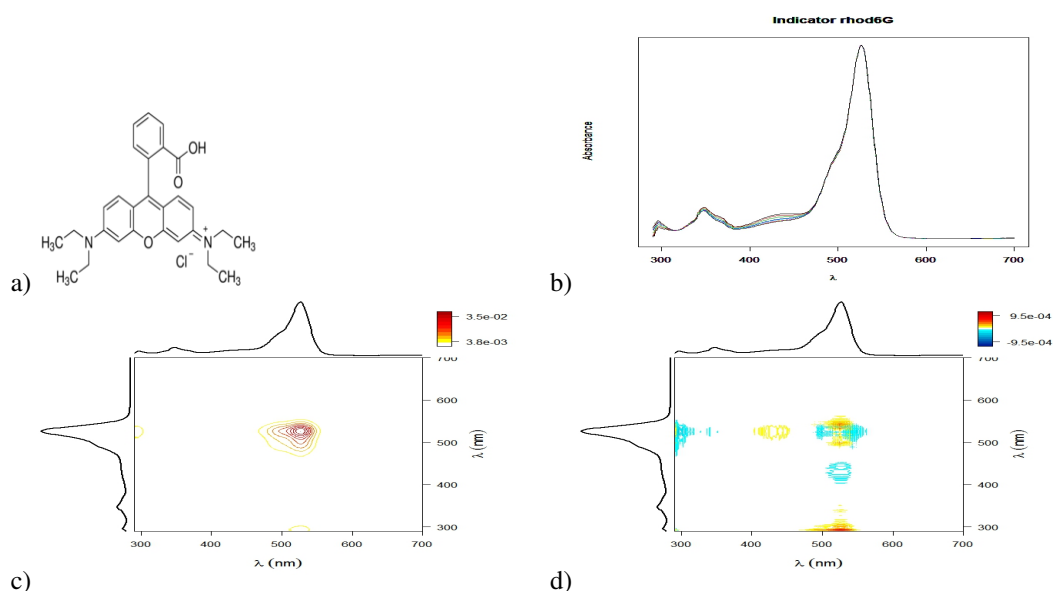 OH
O
H₃C
N
O
N⁺
CH₃
Cl⁻
H₃C
CH₃
a)
Indicator rhod6G
Absorbance
300 400 500 600 700
λ
b)
3.5e-02
3.8e-03
700
600
500
400
300
λ (nm)
300 400 500 600 700
λ (nm)
c)
9.5e-04
-9.5e-04
700
600
500
400
300
λ (nm)
300 400 500 600 700
λ (nm)
d)